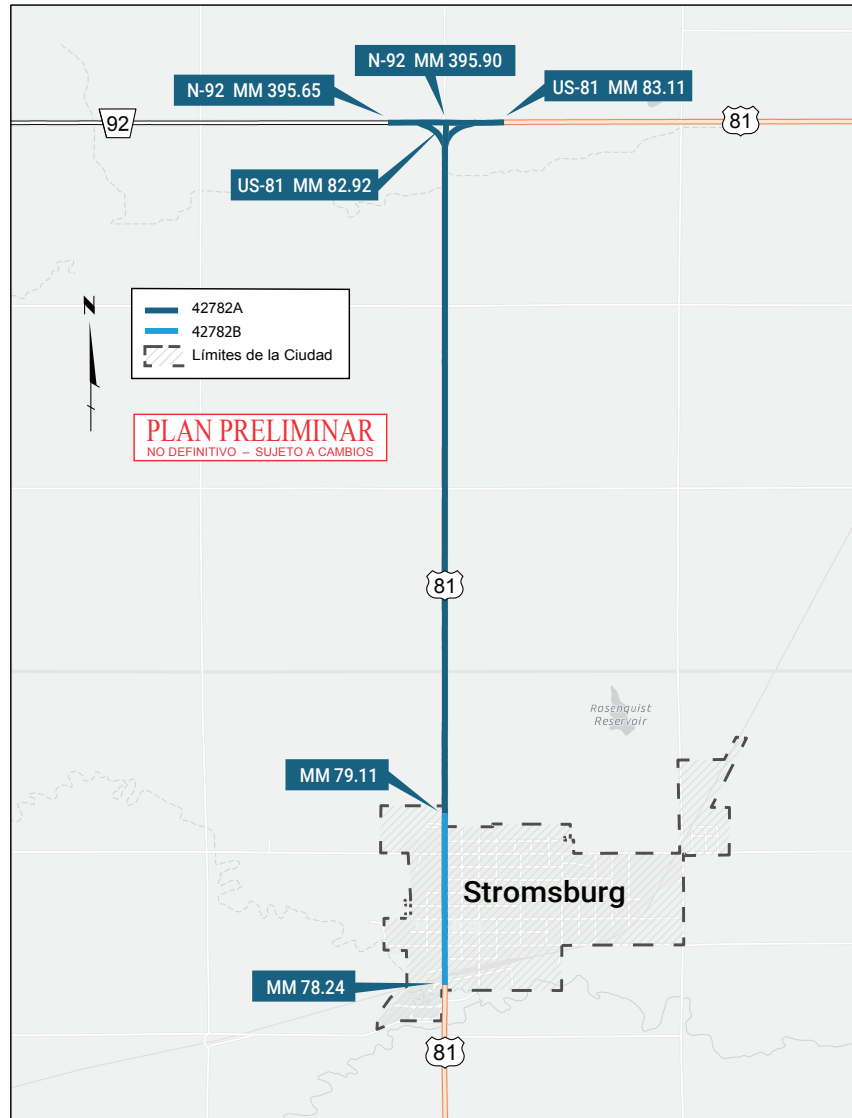 N-92 MM 395.90
N-92 MM 395.65
US-81 MM 83.11
92
81
US-81 MM 82.92
N
42782A
42782B
Límites de la Ciudad
PLAN PRELIMINAR
NO DEFINITIVO – SUJETO A CAMBIOS
81
Rosenquist
Reservoir
MM 79.11
Stromsburg
MM 78.24
81